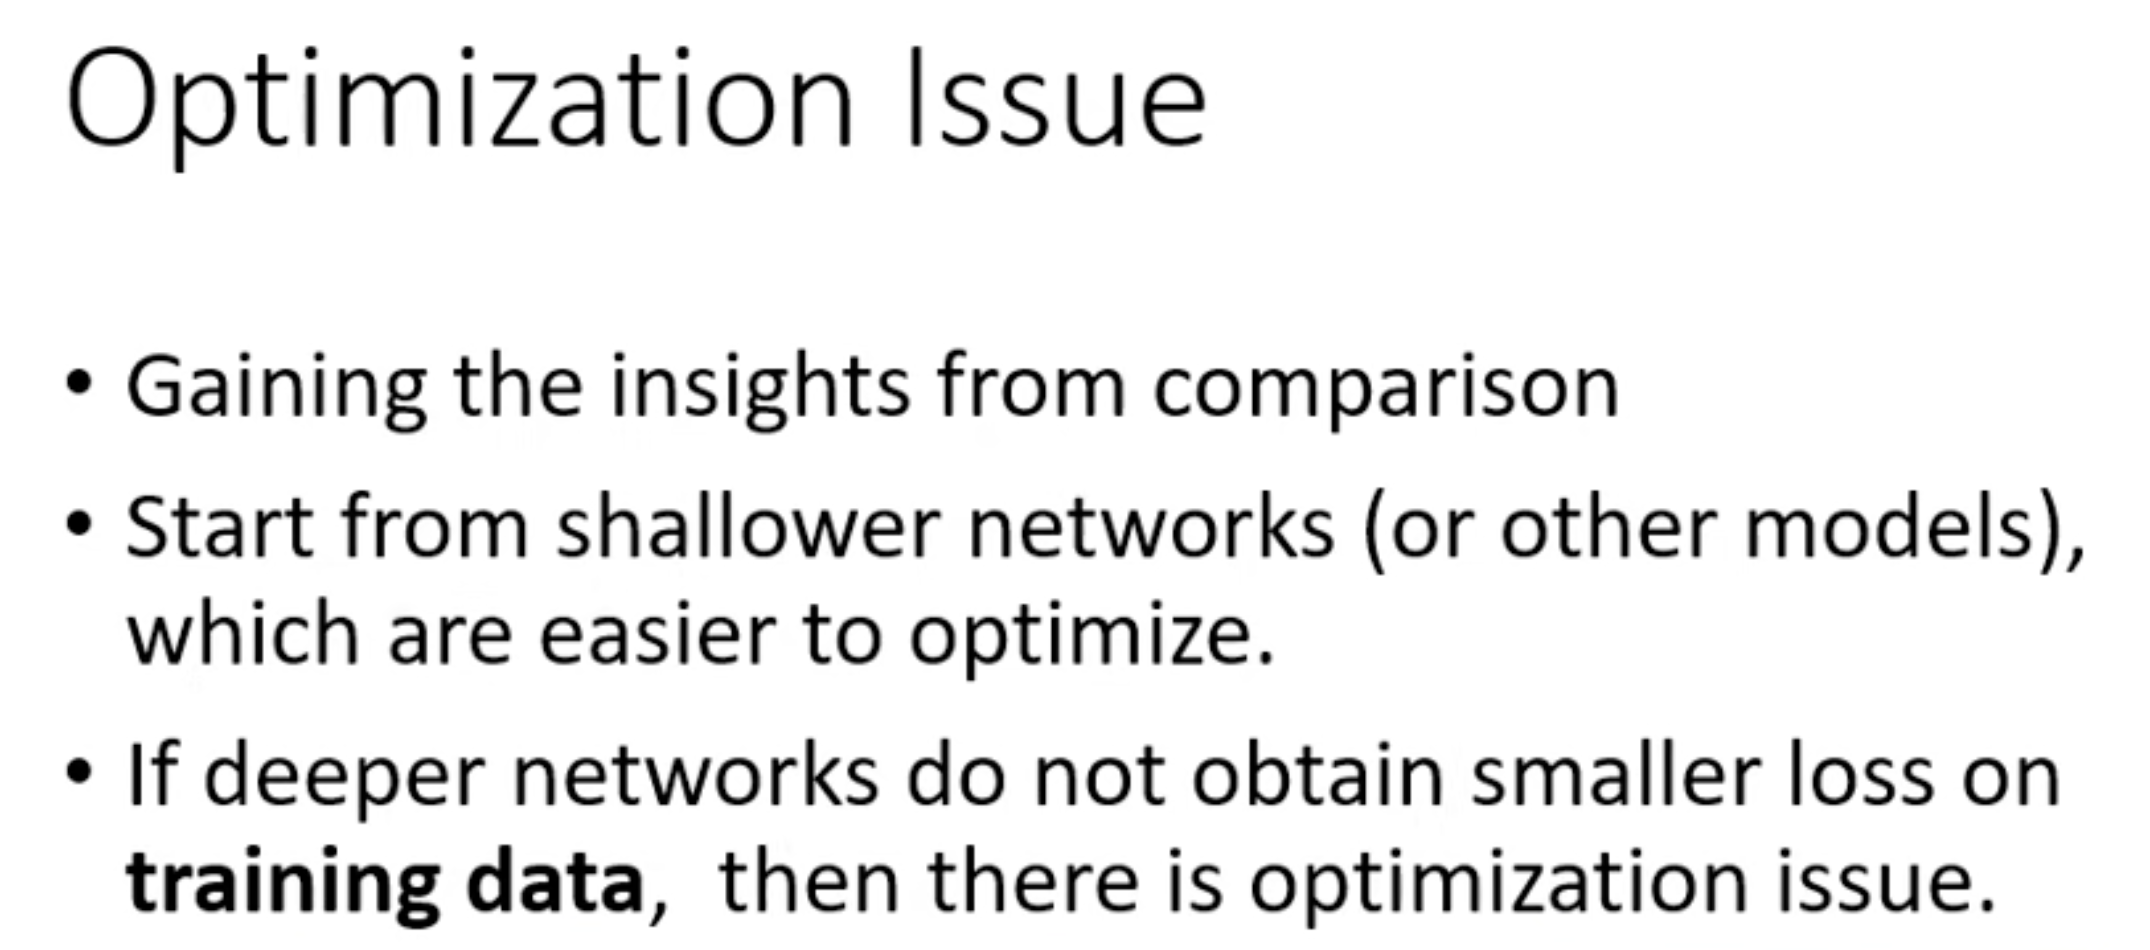 Optimization Issue
• Gaining the insights from comparison
• Start from shallower networks (or other models),
which are easier to optimize.
• If deeper networks do not obtain smaller loss on
training data,  then there is optimization issue.